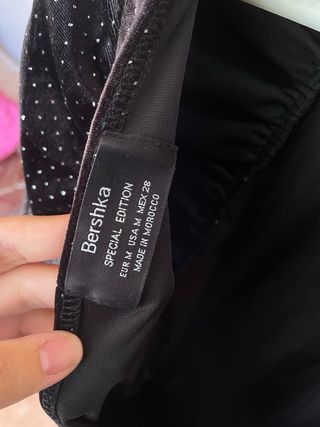 Bershka
SPECIAL EDITION
EUR M USA M MEX 28
MADE IN MOROCCO